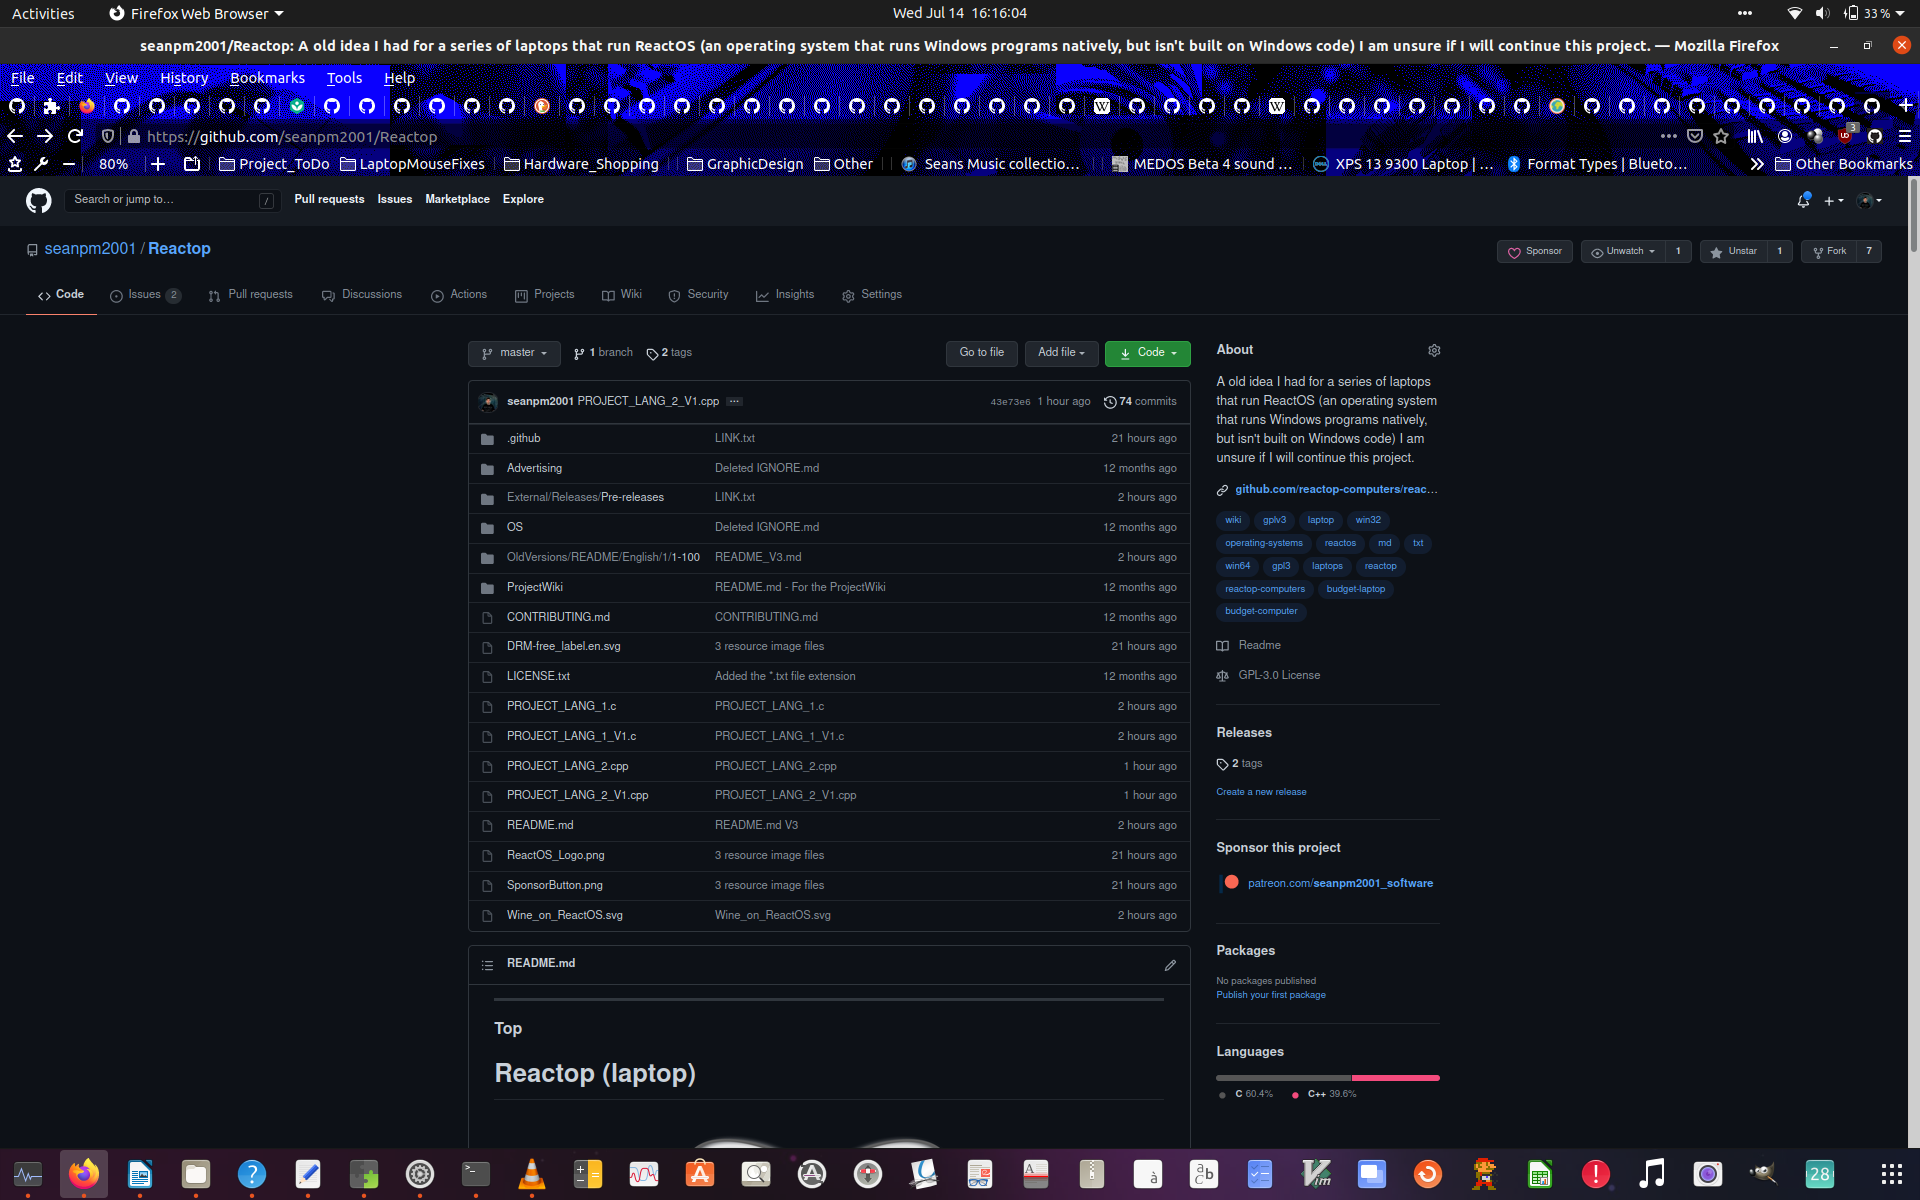 Activities Firefox Web Browser Wed Jul 14 16:16:04 33 %
seanpm2001/Reactop: A old idea I had for a series of laptops that run ReactOS (an operating system that runs Windows programs natively, but isn't built on Windows code) I am unsure if I will continue this project. — Mozilla Firefox
File Edit View History Bookmarks Tools Help
https://github.com/seanpm2001/Reactop 3
80% Project_ToDo LaptopMouseFixes Hardware_Shopping GraphicDesign Other Seans Music collectio… MEDOS Beta 4 sound … XPS 13 9300 Laptop | … Format Types | Blueto… Other Bookmarks
Search or jump to… / Pull requests Issues Marketplace Explore
seanpm2001 / Reactop Sponsor Unwatch 1 Unstar 1 Fork 7
Code Issues 2 Pull requests Discussions Actions Projects Wiki Security Insights Settings
master 1 branch 2 tags Go to file Add file Code
seanpm2001 PROJECT_LANG_2_V1.cpp ... 43e73e6 1 hour ago 74 commits
.github LINK.txt 21 hours ago
Advertising Deleted IGNORE.md 12 months ago
External/Releases/Pre-releases LINK.txt 2 hours ago
OS Deleted IGNORE.md 12 months ago
OldVersions/README/English/1/1-100 README_V3.md 2 hours ago
ProjectWiki README.md - For the ProjectWiki 12 months ago
CONTRIBUTING.md CONTRIBUTING.md 12 months ago
DRM-free_label.en.svg 3 resource image files 21 hours ago
LICENSE.txt Added the *.txt file extension 12 months ago
PROJECT_LANG_1.c PROJECT_LANG_1.c 2 hours ago
PROJECT_LANG_1_V1.c PROJECT_LANG_1_V1.c 2 hours ago
PROJECT_LANG_2.cpp PROJECT_LANG_2.cpp 1 hour ago
PROJECT_LANG_2_V1.cpp PROJECT_LANG_2_V1.cpp 1 hour ago
README.md README.md V3 2 hours ago
ReactOS_Logo.png 3 resource image files 21 hours ago
SponsorButton.png 3 resource image files 21 hours ago
Wine_on_ReactOS.svg Wine_on_ReactOS.svg 2 hours ago
README.md
Top
Reactop (laptop)
About
A old idea I had for a series of laptops
that run ReactOS (an operating system
that runs Windows programs natively,
but isn't built on Windows code) I am
unsure if I will continue this project.
github.com/reactop-computers/reac…
wiki gplv3 laptop win32
operating-systems reactos md txt
win64 gpl3 laptops reactop
reactop-computers budget-laptop
budget-computer
Readme
GPL-3.0 License
Releases
2 tags
Create a new release
Sponsor this project
patreon.com/seanpm2001_software
Packages
No packages published
Publish your first package
Languages
C 60.4% C++ 39.6%
28